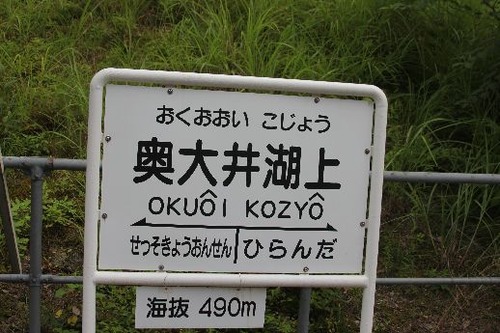 おくおおい こじょう
奥大井湖上
OKUÔI KOZYÔ
せっそきょうおんせん ひらんだ
海抜 490m